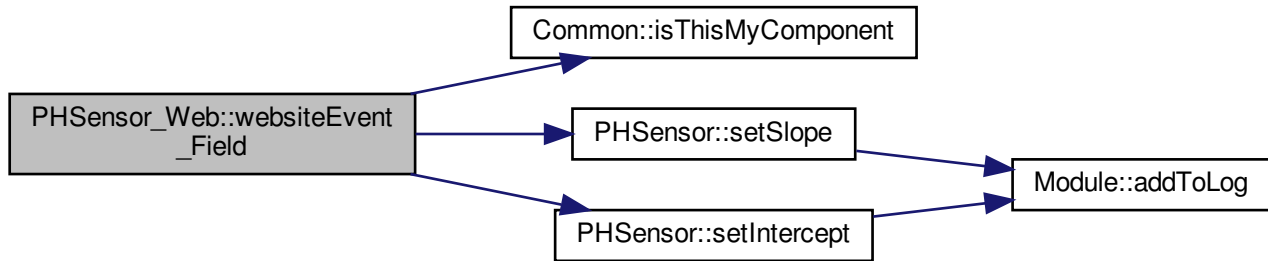 Common::isThisMyComponent
PHSensor_Web::websiteEvent
_Field
PHSensor::setSlope
Module::addToLog
PHSensor::setIntercept